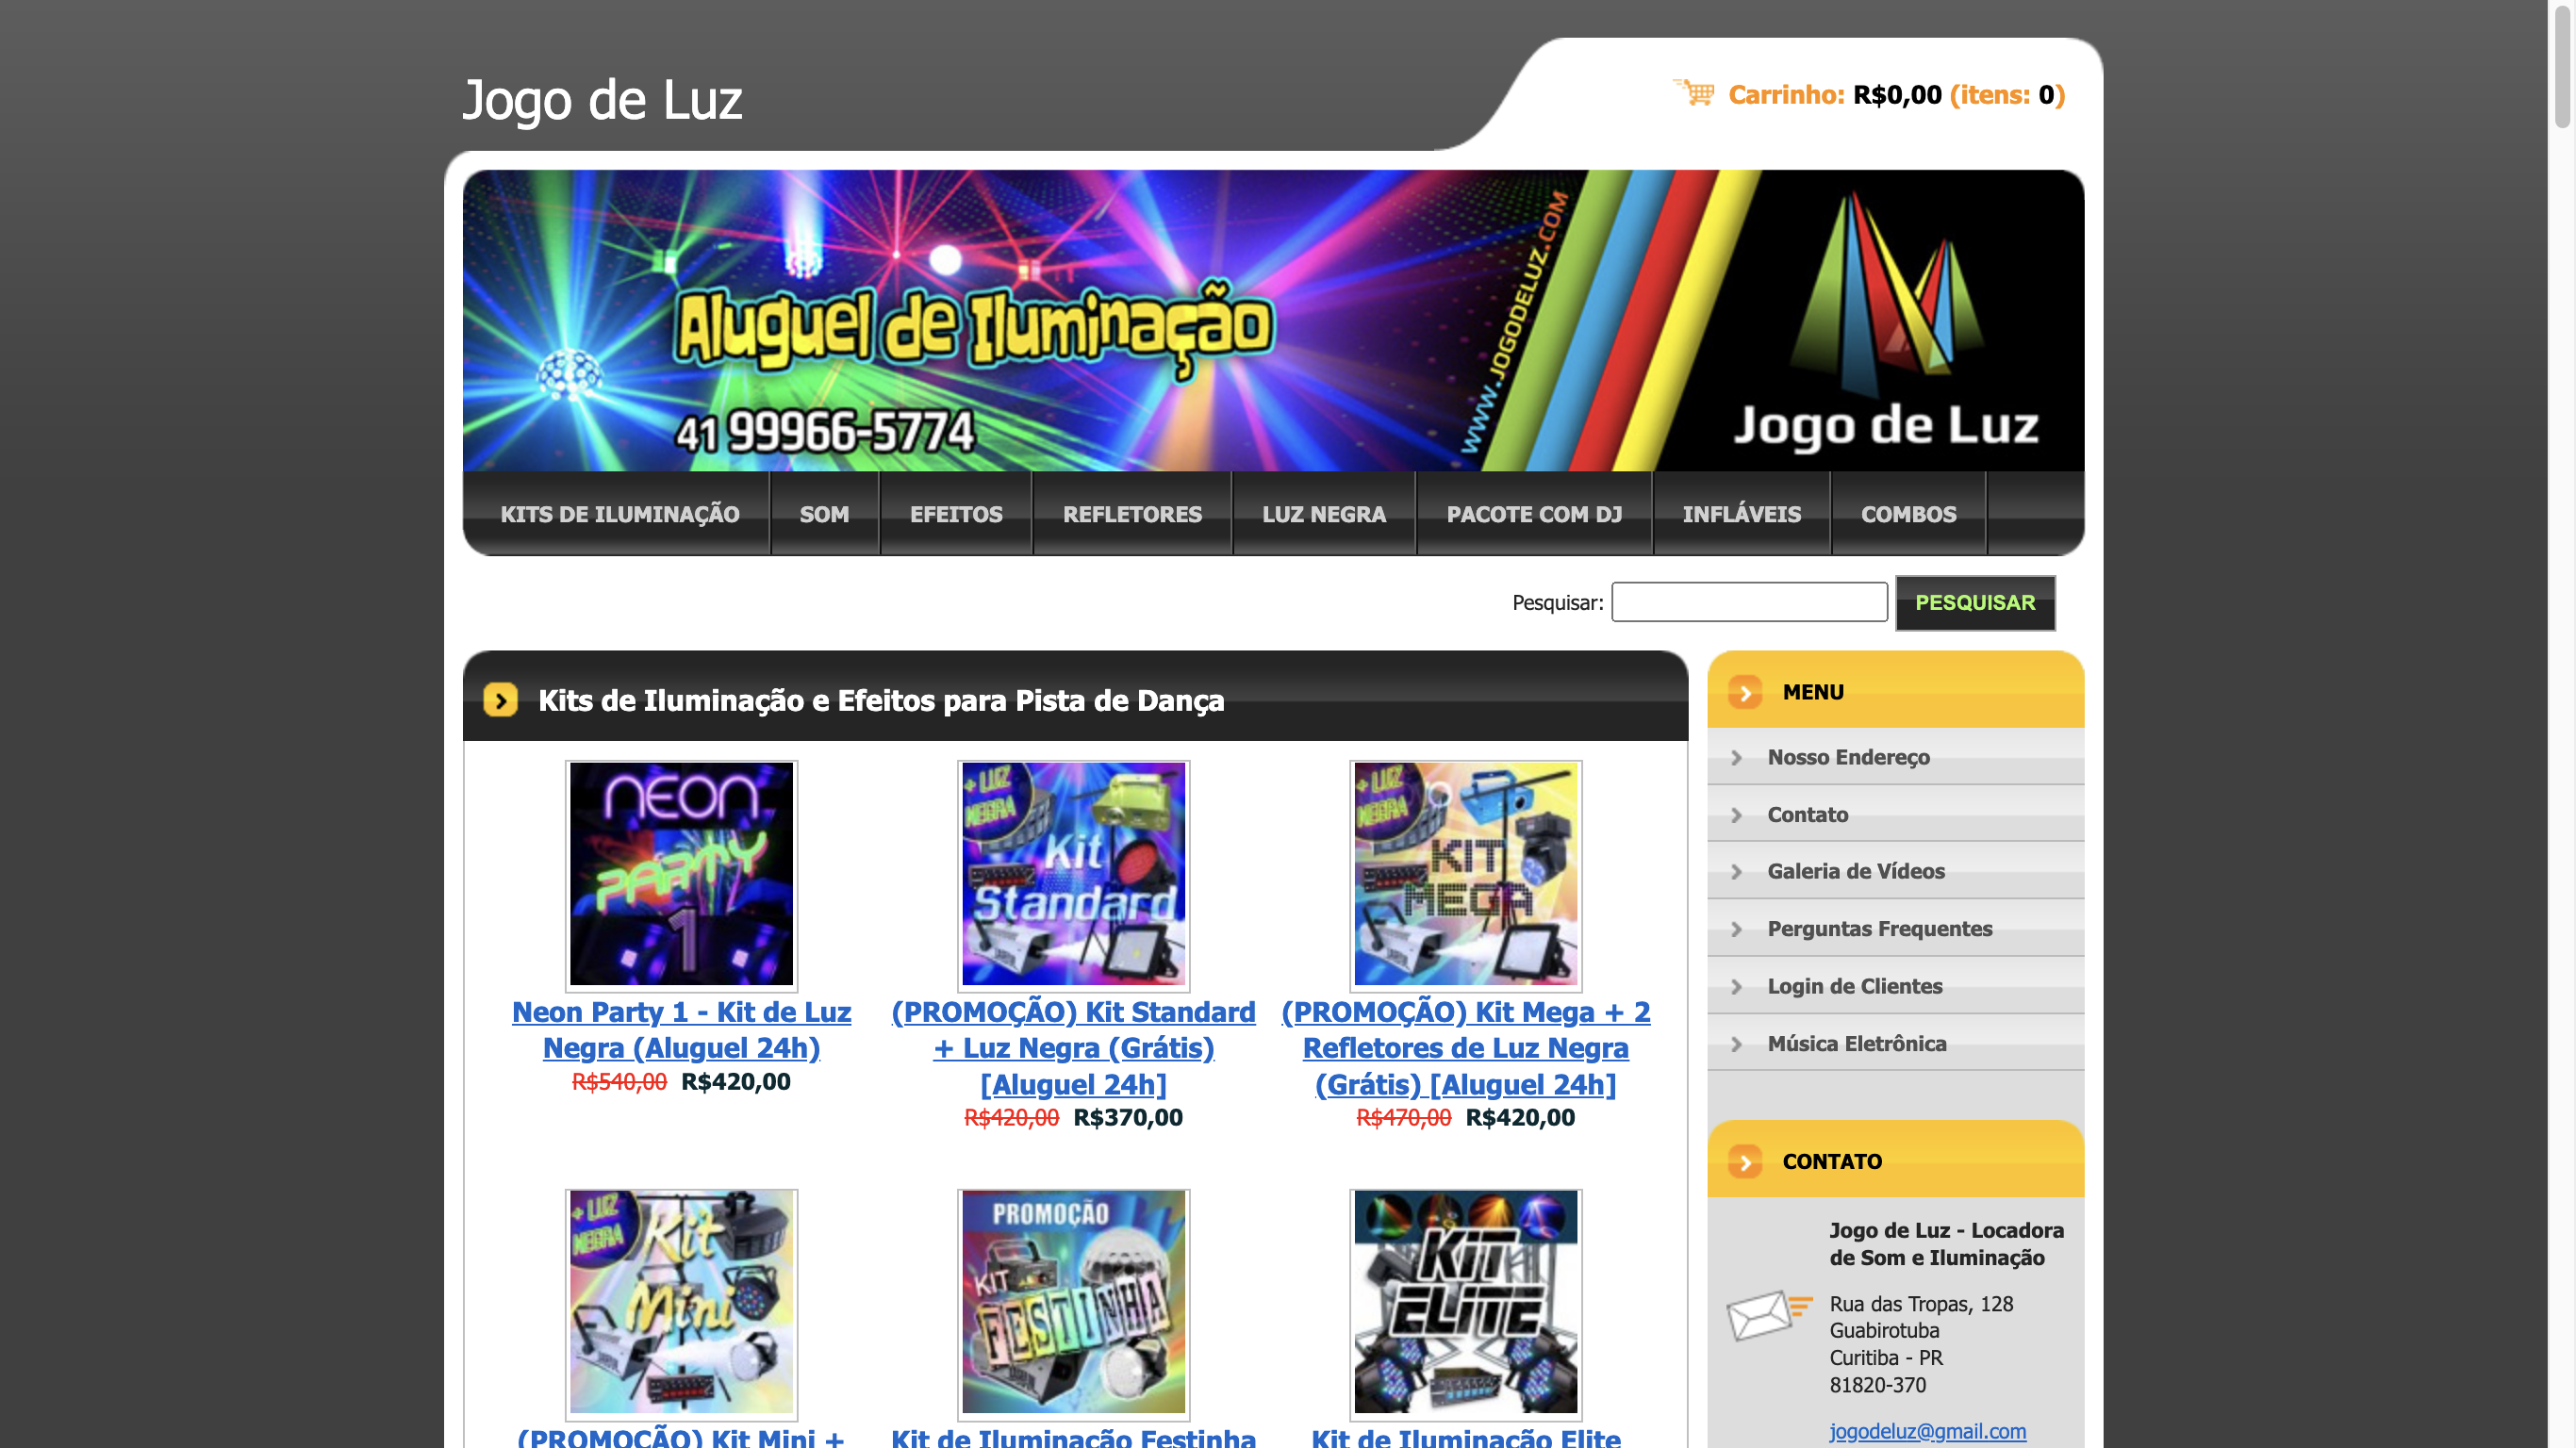 Jogo de Luz
Carrinho: R$0,00 (itens: 0)
Aluguel de Iluminação
41 99966-5774
www.JOGODELUZ.COM
Jogo de Luz
KITS DE ILUMINAÇÃO
SOM
EFEITOS
REFLETORES
LUZ NEGRA
PACOTE COM DJ
INFLÁVEIS
COMBOS
Pesquisar:
PESQUISAR
Kits de Iluminação e Efeitos para Pista de Dança
NEON
PARTY
1
Neon Party 1 - Kit de Luz
Negra (Aluguel 24h)
R$540,00 R$420,00
+ LUZ
NEGRA
Kit
Standard
(PROMOÇÃO) Kit Standard
+ Luz Negra (Grátis)
[Aluguel 24h]
R$420,00 R$370,00
+ LUZ
NEGRA
KIT
MEGA
(PROMOÇÃO) Kit Mega + 2
Refletores de Luz Negra
(Grátis) [Aluguel 24h]
R$470,00 R$420,00
+ LUZ
NEGRA
Kit
Mini
(PROMOÇÃO) Kit Mini +
PROMOÇÃO
KIT
FESTINHA
Kit de Iluminação Festinha
KIT
ELITE
Kit de Iluminação Elite
MENU
Nosso Endereço
Contato
Galeria de Vídeos
Perguntas Frequentes
Login de Clientes
Música Eletrônica
CONTATO
Jogo de Luz - Locadora
de Som e Iluminação
Rua das Tropas, 128
Guabirotuba
Curitiba - PR
81820-370
jogodeluz@gmail.com